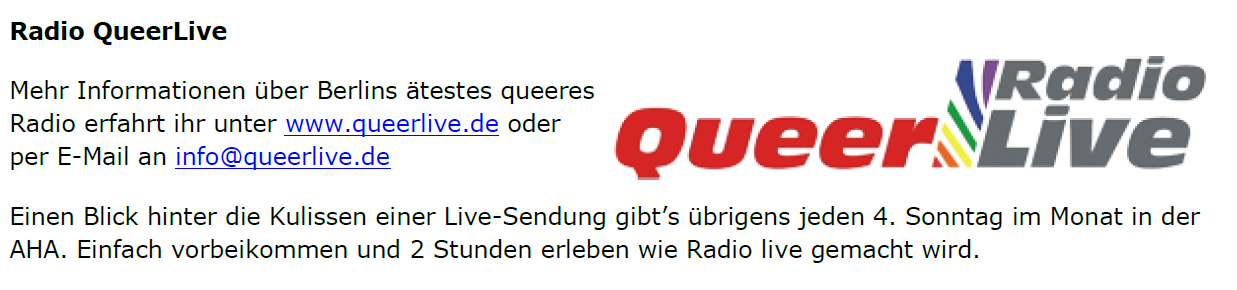 Radio QueerLive
Mehr Informationen über Berlins ätestes queeres
Radio erfahrt ihr unter www.queerlive.de oder
per E-Mail an info@queerlive.de
Radio
QueerLive
Einen Blick hinter die Kulissen einer Live-Sendung gibt’s übrigens jeden 4. Sonntag im Monat in der
AHA. Einfach vorbeikommen und 2 Stunden erleben wie Radio live gemacht wird.